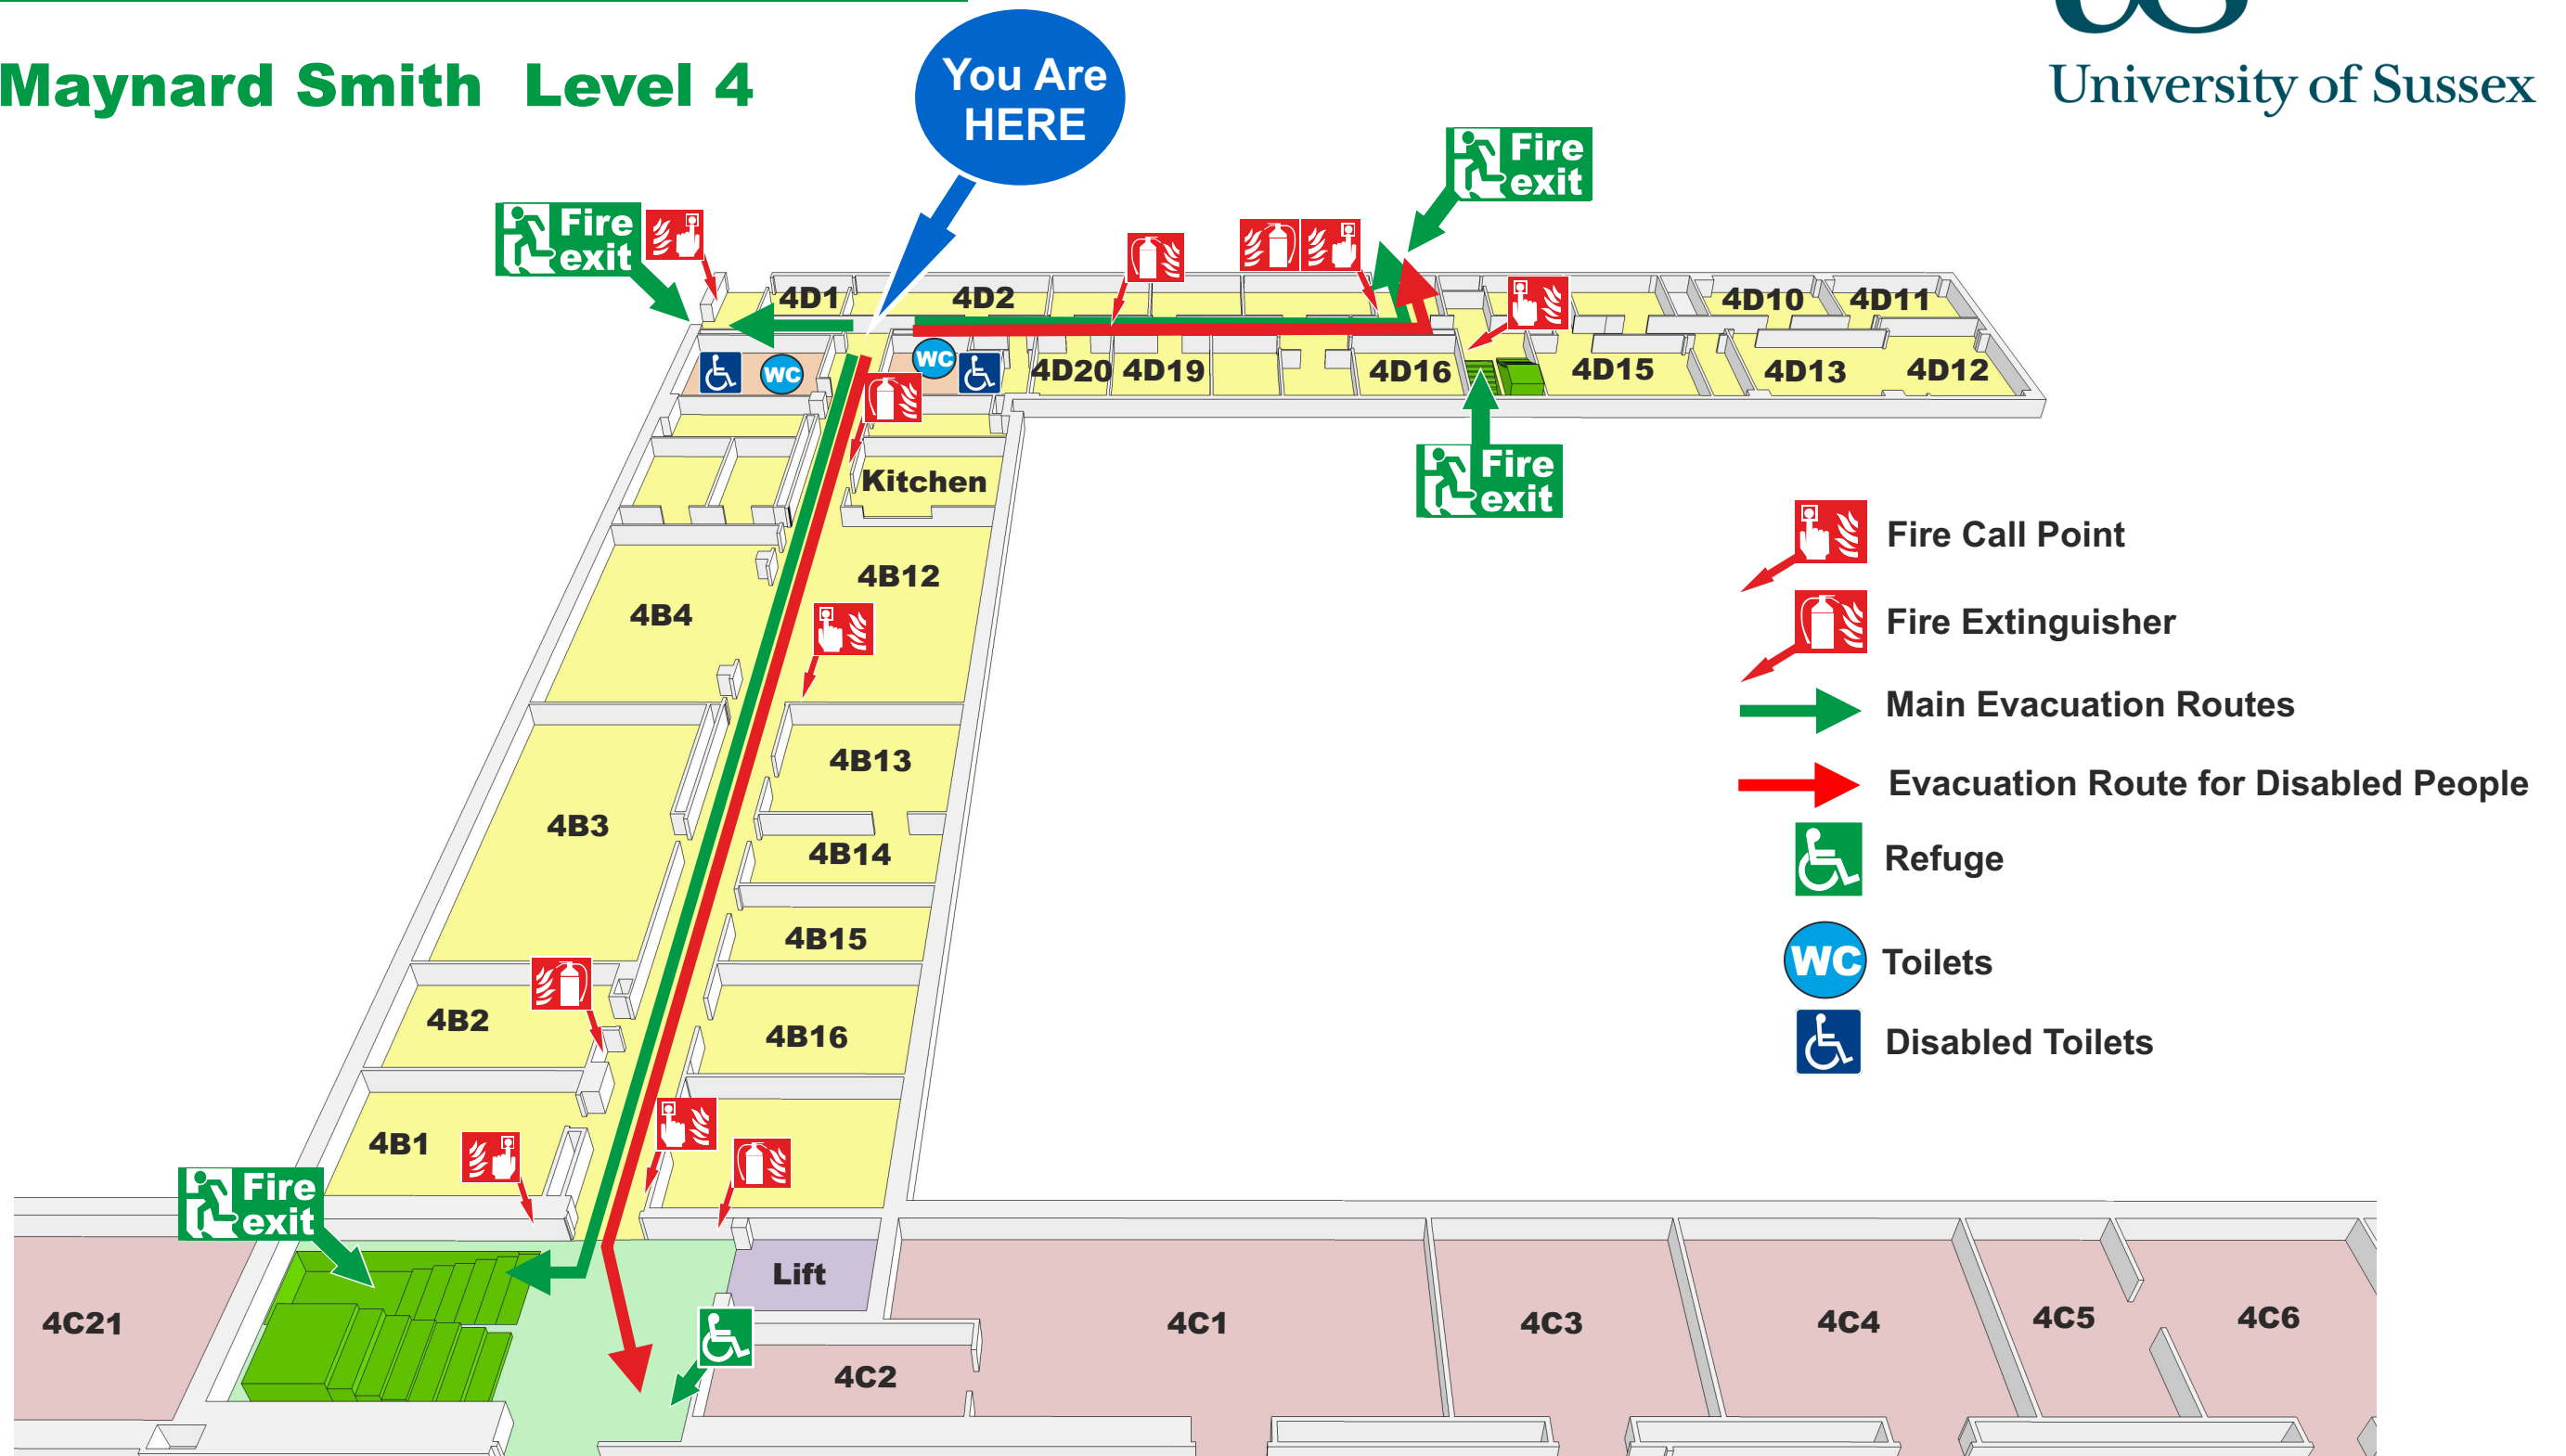 Maynard Smith Level 4
You Are
HERE
University of Sussex
Fire
exit
Fire
exit
4D1
4D2
4D10
4D11
WC
WC
4D20
4D19
4D16
4D15
4D13
4D12
Fire
exit
Kitchen
4B12
4B4
4B13
4B3
4B14
4B15
4B2
4B16
4B1
Fire
exit
Lift
4C21
4C1
4C3
4C4
4C5
4C6
4C2
Fire Call Point
Fire Extinguisher
Main Evacuation Routes
Evacuation Route for Disabled People
Refuge
WC Toilets
Disabled Toilets